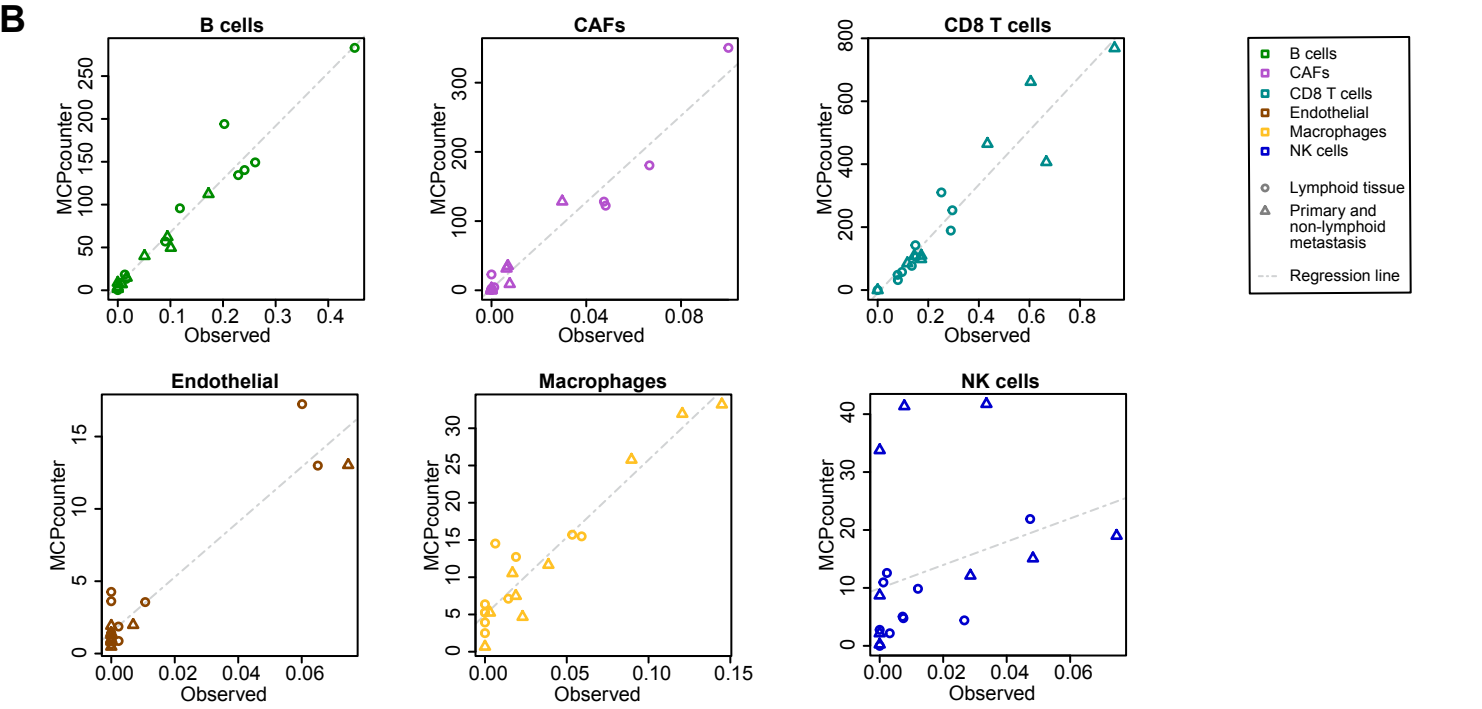 B
B cells
MCPcounter
0 50 100 150 200 250
0.0 0.1 0.2 0.3 0.4
Observed
CAFs
MCPcounter
0 100 200 300
0.00 0.04 0.08
Observed
CD8 T cells
MCPcounter
0 200 400 600 800
0.0 0.2 0.4 0.6 0.8
Observed
B cells
CAFs
CD8 T cells
Endothelial
Macrophages
NK cells
Lymphoid tissue
Primary and
non-lymphoid
metastasis
Regression line
Endothelial
MCPcounter
0 5 10 15
0.00 0.02 0.04 0.06
Observed
Macrophages
MCPcounter
0 5 10 15 20 25 30
0.00 0.05 0.10 0.15
Observed
NK cells
MCPcounter
0 10 20 30 40
0.00 0.02 0.04 0.06
Observed